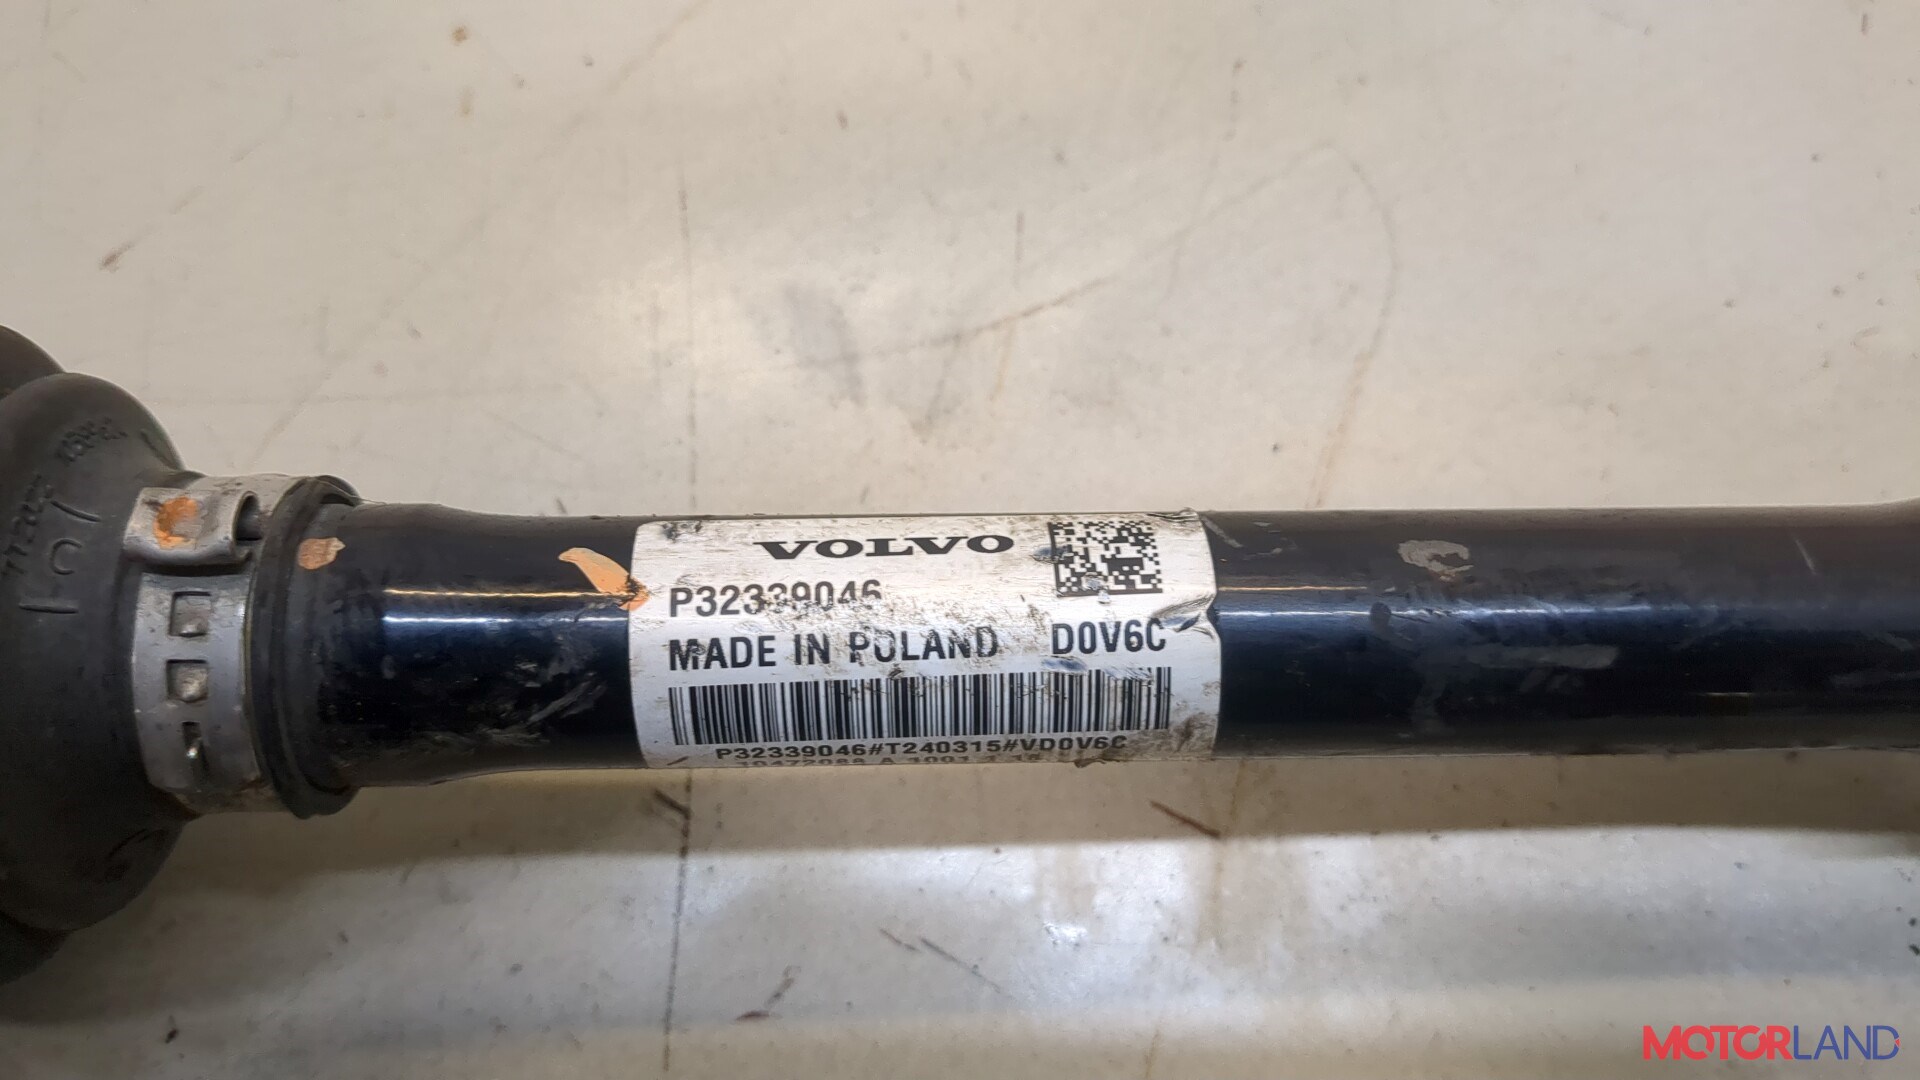 VOLVO
P32339046
MADE IN POLAND D0V6C
P32339046#T240315#VD0V6C
MOTORLAND